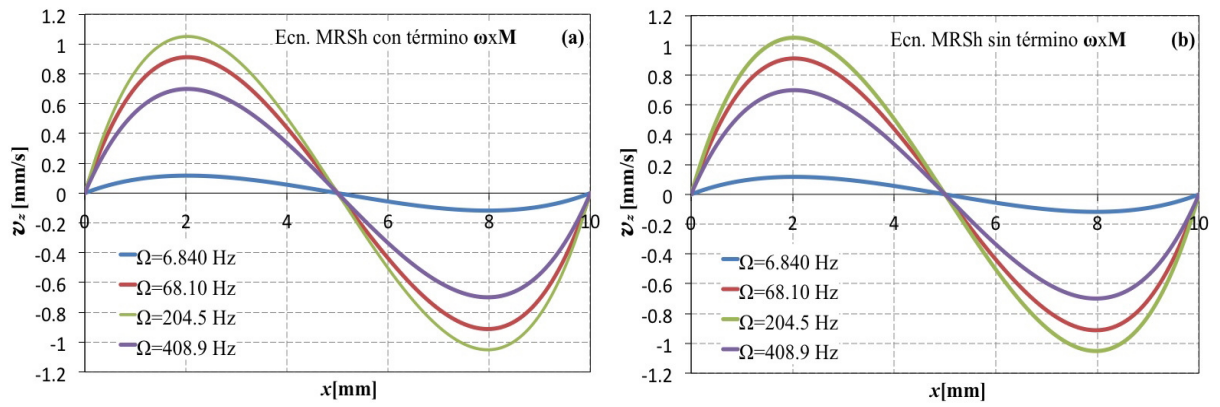 Ecn. MRSh con término ωxM (a)
1.2
1
0.8
0.6
0.4
0.2
0
-0.2
-0.4
-0.6
-0.8
-1
-1.2
0 2 4 6 8 10
v_z [mm/s]
x[mm]
Ω=6.840 Hz
Ω=68.10 Hz
Ω=204.5 Hz
Ω=408.9 Hz
Ecn. MRSh sin término ωxM (b)
1.2
1
0.8
0.6
0.4
0.2
0
-0.2
-0.4
-0.6
-0.8
-1
-1.2
0 2 4 6 8 10
v_z [mm/s]
x[mm]
Ω=6.840 Hz
Ω=68.10 Hz
Ω=204.5 Hz
Ω=408.9 Hz